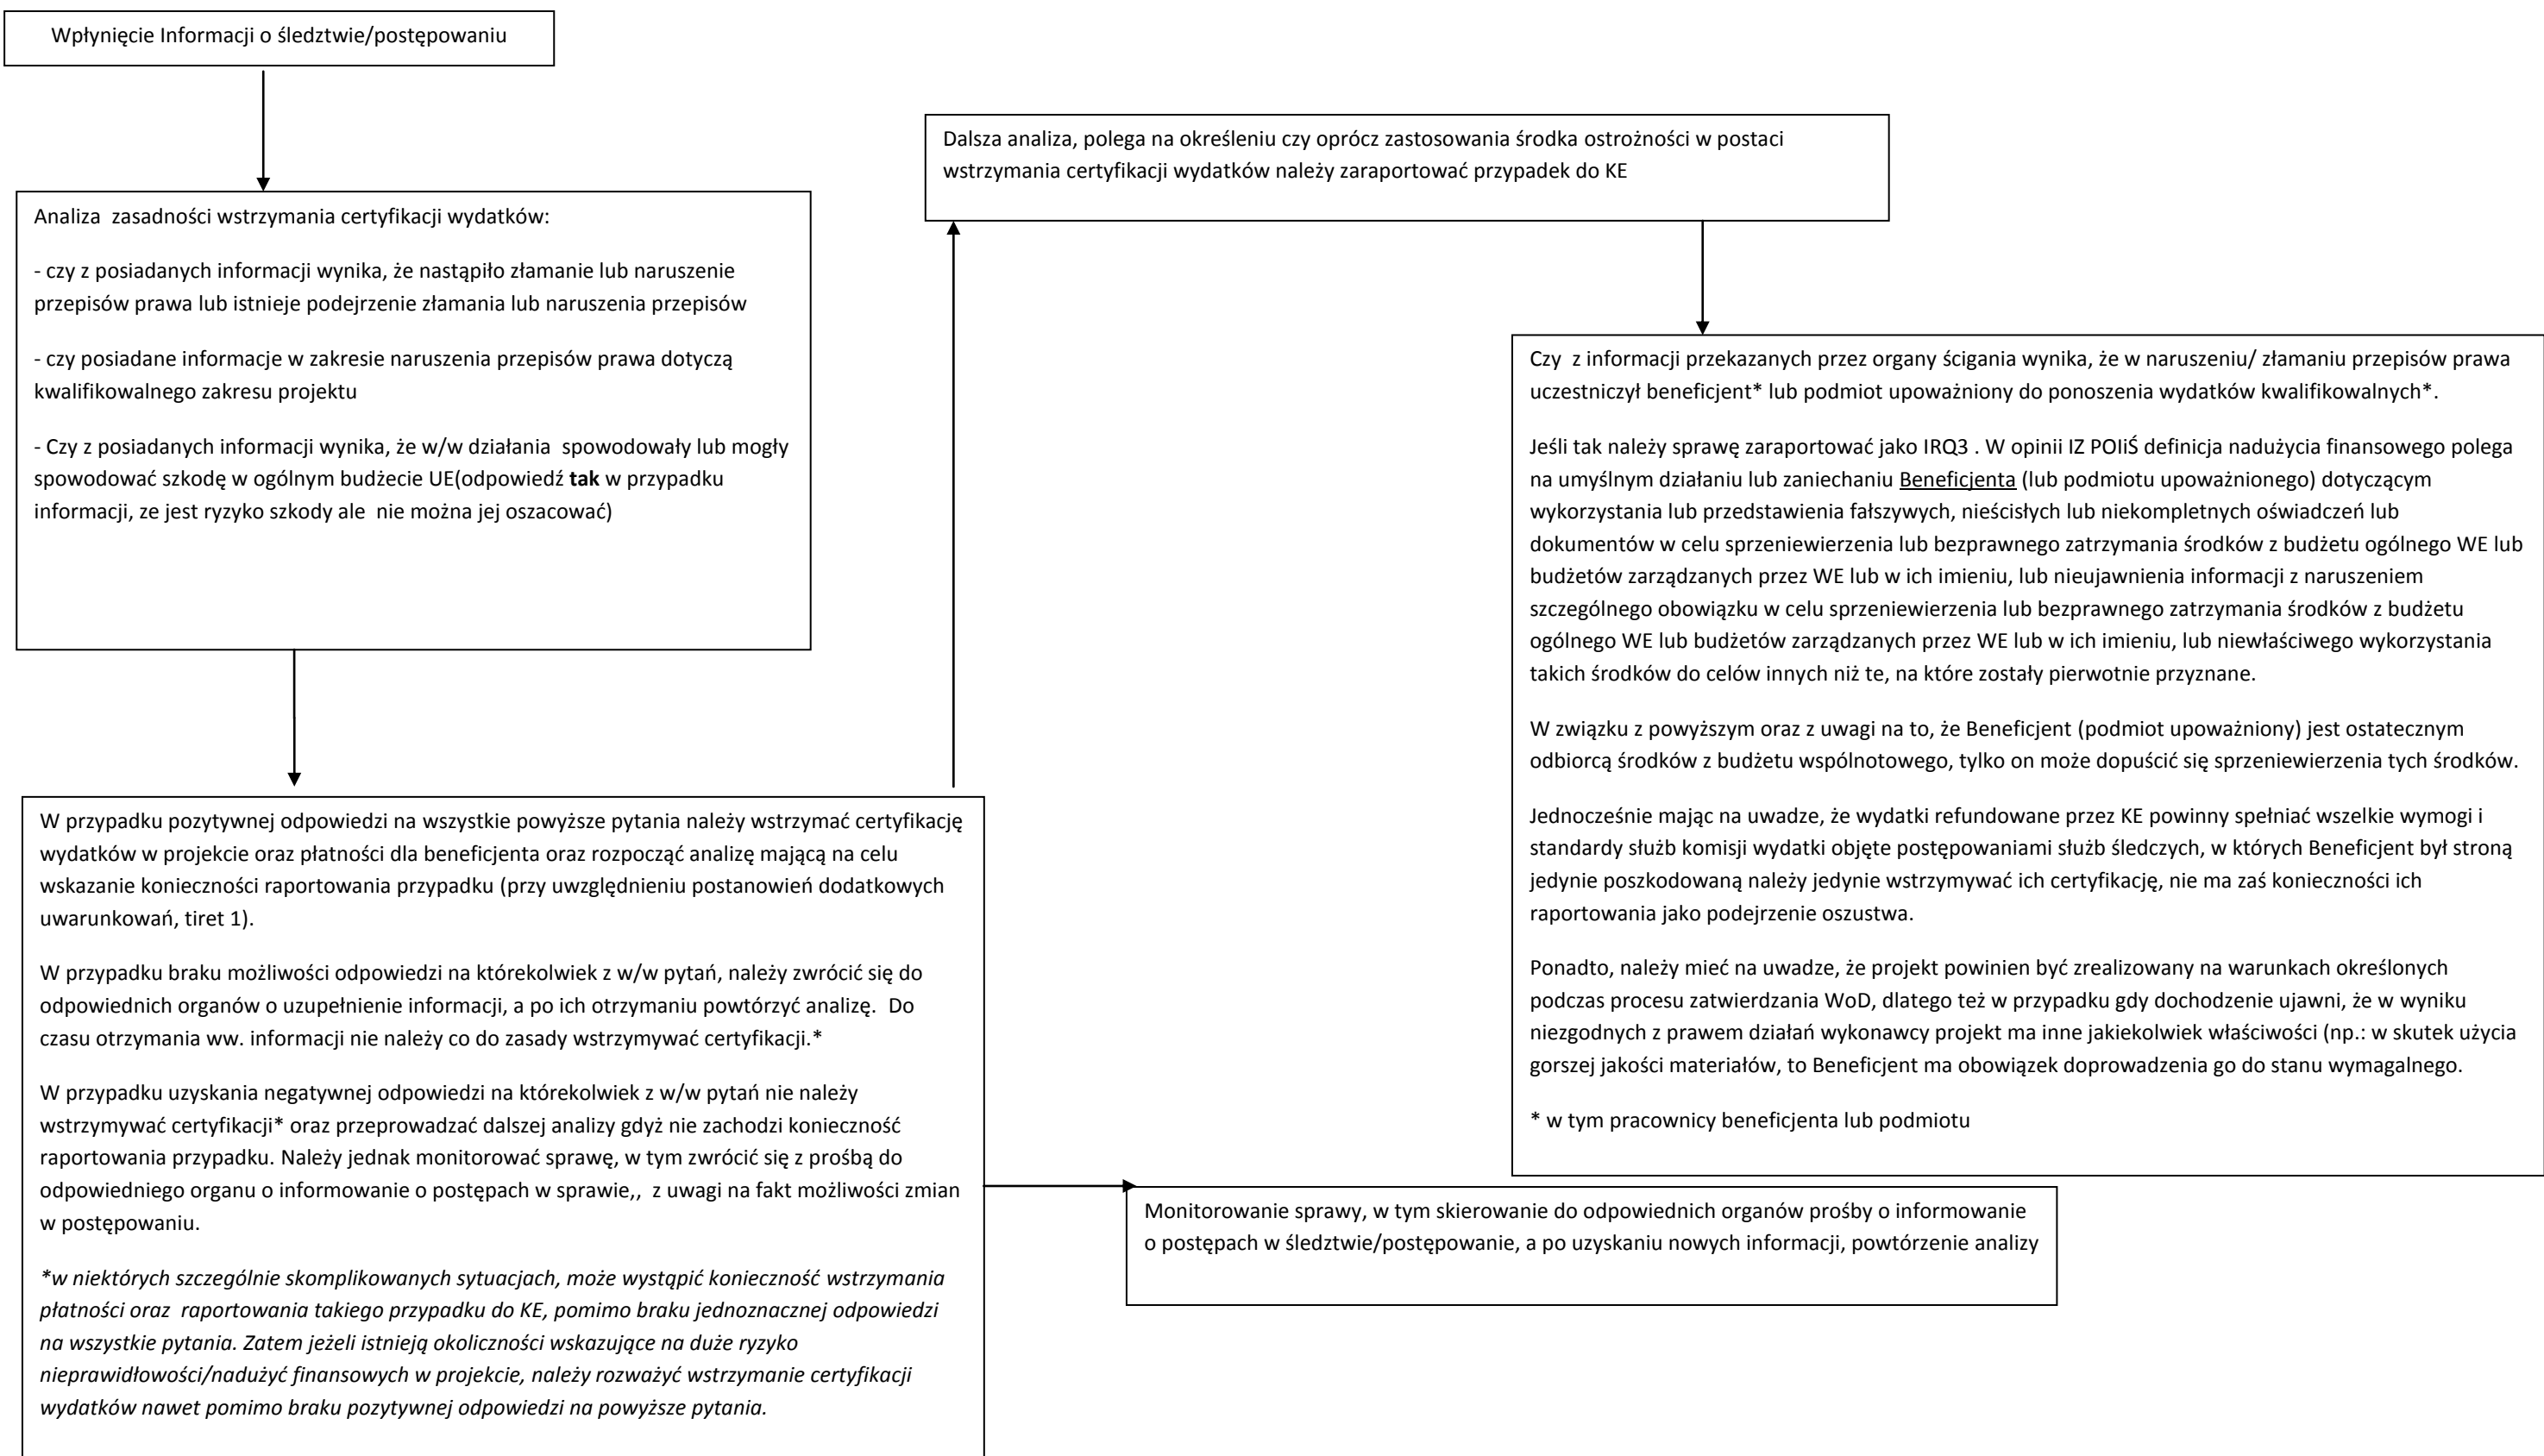 Wpłynięcie Informacji o śledztwie/postępowaniu
Analiza  zasadności wstrzymania certyfikacji wydatków:
- czy z posiadanych informacji wynika, że nastąpiło złamanie lub naruszenie
przepisów prawa lub istnieje podejrzenie złamania lub naruszenia przepisów
- czy posiadane informacje w zakresie naruszenia przepisów prawa dotyczą
kwalifikowalnego zakresu projektu
- Czy z posiadanych informacji wynika, że w/w działania  spowodowały lub mogły
spowodować szkodę w ogólnym budżecie UE(odpowiedź tak w przypadku
informacji, ze jest ryzyko szkody ale  nie można jej oszacować)
W przypadku pozytywnej odpowiedzi na wszystkie powyższe pytania należy wstrzymać certyfikację
wydatków w projekcie oraz płatności dla beneficjenta oraz rozpocząć analizę mającą na celu
wskazanie konieczności raportowania przypadku (przy uwzględnieniu postanowień dodatkowych
uwarunkowań, tiret 1).
W przypadku braku możliwości odpowiedzi na którekolwiek z w/w pytań, należy zwrócić się do
odpowiednich organów o uzupełnienie informacji, a po ich otrzymaniu powtórzyć analizę.  Do
czasu otrzymania ww. informacji nie należy co do zasady wstrzymywać certyfikacji.*
W przypadku uzyskania negatywnej odpowiedzi na którekolwiek z w/w pytań nie należy
wstrzymywać certyfikacji* oraz przeprowadzać dalszej analizy gdyż nie zachodzi konieczność
raportowania przypadku. Należy jednak monitorować sprawę, w tym zwrócić się z prośbą do
odpowiedniego organu o informowanie o postępach w sprawie,,  z uwagi na fakt możliwości zmian
w postępowaniu.
*w niektórych szczególnie skomplikowanych sytuacjach, może wystąpić konieczność wstrzymania
płatności oraz  raportowania takiego przypadku do KE, pomimo braku jednoznacznej odpowiedzi
na wszystkie pytania. Zatem jeżeli istnieją okoliczności wskazujące na duże ryzyko
nieprawidłowości/nadużyć finansowych w projekcie, należy rozważyć wstrzymanie certyfikacji
wydatków nawet pomimo braku pozytywnej odpowiedzi na powyższe pytania.
Dalsza analiza, polega na określeniu czy oprócz zastosowania środka ostrożności w postaci
wstrzymania certyfikacji wydatków należy zaraportować przypadek do KE
Czy  z informacji przekazanych przez organy ścigania wynika, że w naruszeniu/ złamaniu przepisów prawa
uczestniczył beneficjent* lub podmiot upoważniony do ponoszenia wydatków kwalifikowalnych*.
Jeśli tak należy sprawę zaraportować jako IRQ3 . W opinii IZ POIiŚ definicja nadużycia finansowego polega
na umyślnym działaniu lub zaniechaniu Beneficjenta (lub podmiotu upoważnionego) dotyczącym
wykorzystania lub przedstawienia fałszywych, nieścisłych lub niekompletnych oświadczeń lub
dokumentów w celu sprzeniewierzenia lub bezprawnego zatrzymania środków z budżetu ogólnego WE lub
budżetów zarządzanych przez WE lub w ich imieniu, lub nieujawnienia informacji z naruszeniem
szczególnego obowiązku w celu sprzeniewierzenia lub bezprawnego zatrzymania środków z budżetu
ogólnego WE lub budżetów zarządzanych przez WE lub w ich imieniu, lub niewłaściwego wykorzystania
takich środków do celów innych niż te, na które zostały pierwotnie przyznane.
W związku z powyższym oraz z uwagi na to, że Beneficjent (podmiot upoważniony) jest ostatecznym
odbiorcą środków z budżetu wspólnotowego, tylko on może dopuścić się sprzeniewierzenia tych środków.
Jednocześnie mając na uwadze, że wydatki refundowane przez KE powinny spełniać wszelkie wymogi i
standardy służb komisji wydatki objęte postępowaniami służb śledczych, w których Beneficjent był stroną
jedynie poszkodowaną należy jedynie wstrzymywać ich certyfikację, nie ma zaś konieczności ich
raportowania jako podejrzenie oszustwa.
Ponadto, należy mieć na uwadze, że projekt powinien być zrealizowany na warunkach określonych
podczas procesu zatwierdzania WoD, dlatego też w przypadku gdy dochodzenie ujawni, że w wyniku
niezgodnych z prawem działań wykonawcy projekt ma inne jakiekolwiek właściwości (np.: w skutek użycia
gorszej jakości materiałów, to Beneficjent ma obowiązek doprowadzenia go do stanu wymagalnego.
* w tym pracownicy beneficjenta lub podmiotu
Monitorowanie sprawy, w tym skierowanie do odpowiednich organów prośby o informowanie
o postępach w śledztwie/postępowanie, a po uzyskaniu nowych informacji, powtórzenie analizy